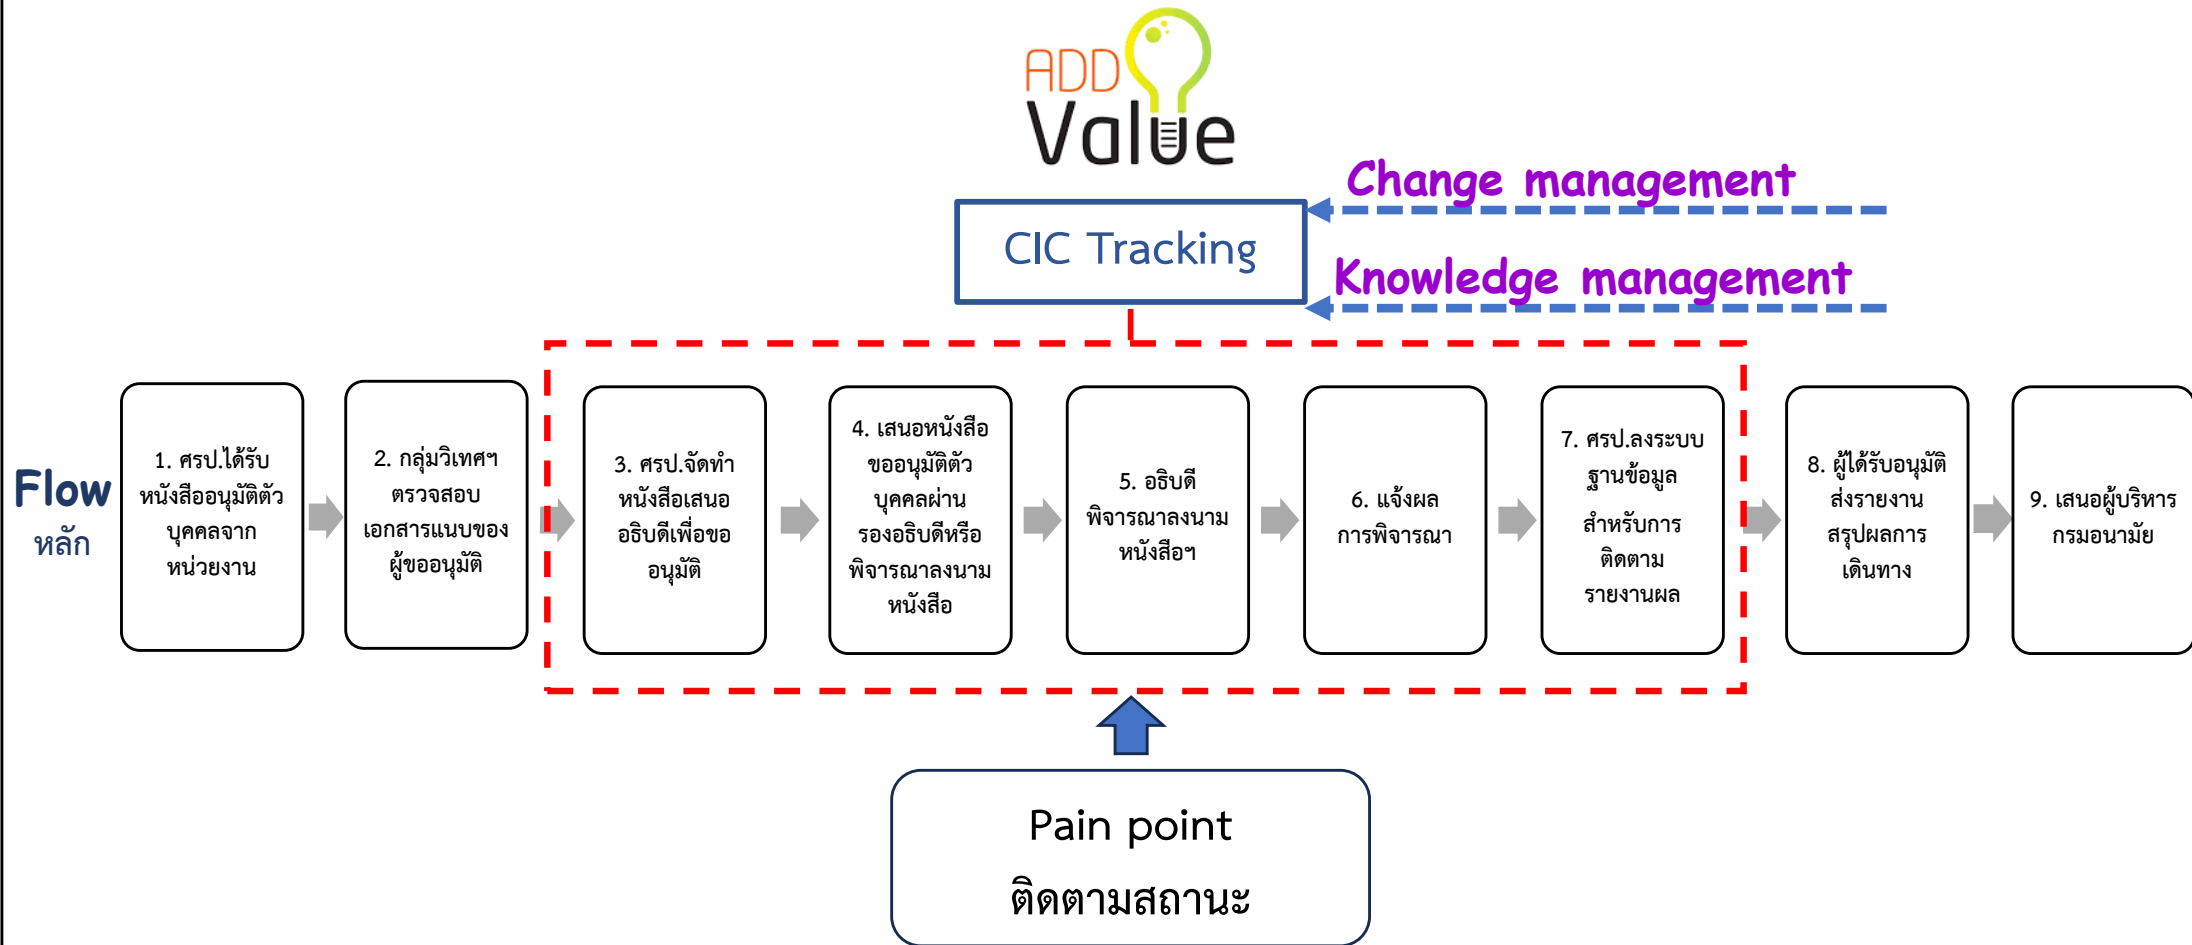 ADD
Value
Change management
CIC Tracking
Knowledge management
Flow
หลัก
1. ศรป.ได้รับ
หนังสืออนุมัติตัว
บุคคลจาก
หน่วยงาน
2. กลุ่มวิเทศฯ
ตรวจสอบ
เอกสารแนบของ
ผู้ขออนุมัติ
3. ศรป.จัดทำ
หนังสือเสนอ
อธิบดีเพื่อขอ
อนุมัติ
4. เสนอหนังสือ
ขออนุมัติตัว
บุคคลผ่าน
รองอธิบดีหรือ
พิจารณาลงนาม
หนังสือ
5. อธิบดี
พิจารณาลงนาม
หนังสือฯ
6. แจ้งผล
การพิจารณา
7. ศรป.ลงระบบ
ฐานข้อมูล
สำหรับการ
ติดตาม
รายงานผล
8. ผู้ได้รับอนุมัติ
ส่งรายงาน
สรุปผลการ
เดินทาง
9. เสนอผู้บริหาร
กรมอนามัย
Pain point
ติดตามสถานะ